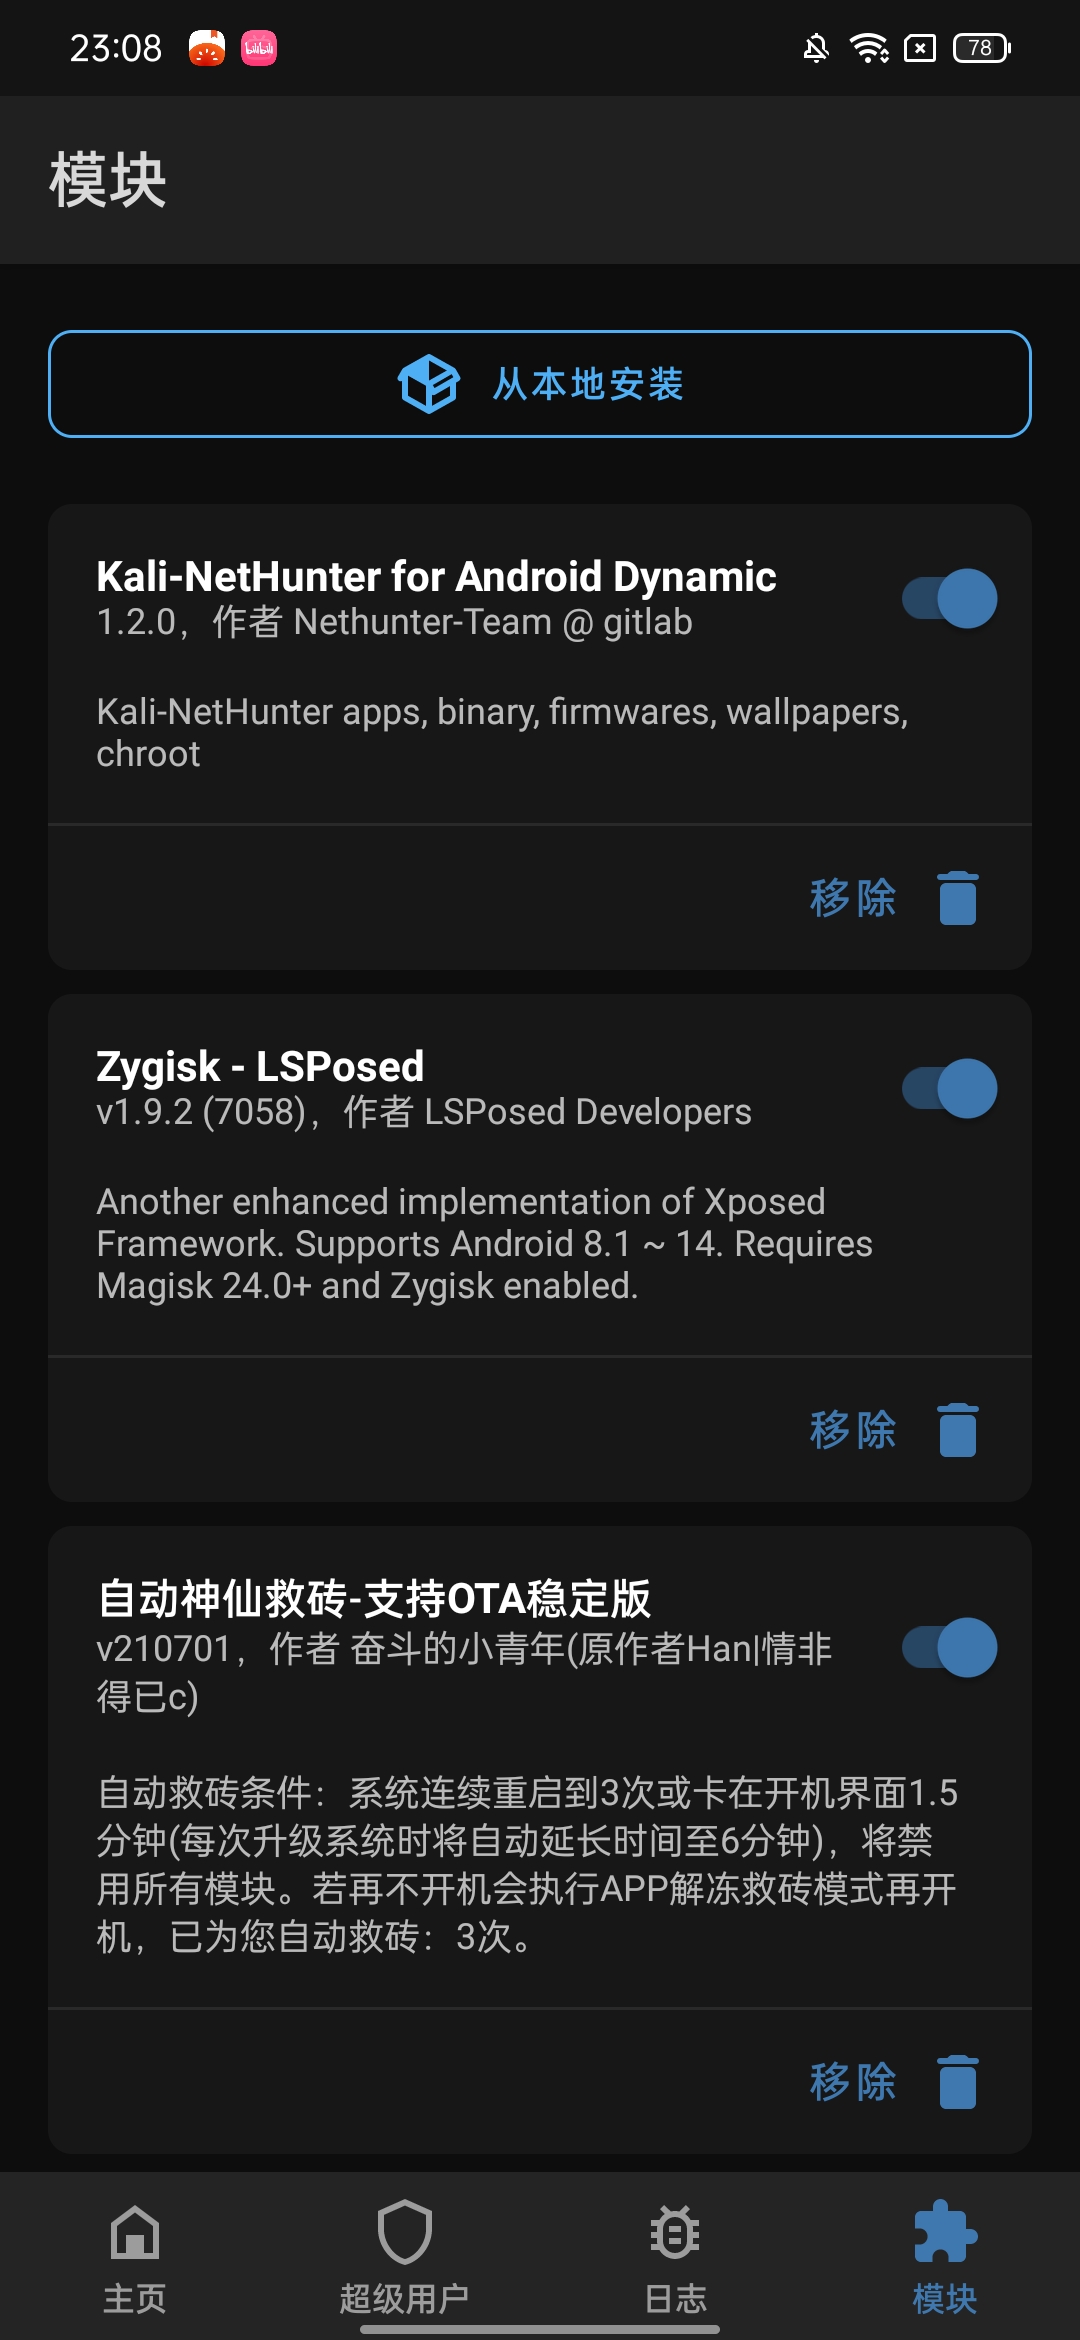 23:08
bilibili
78
模块
从本地安装
Kali-NetHunter for Android Dynamic
1.2.0，作者 Nethunter-Team @ gitlab
Kali-NetHunter apps, binary, firmwares, wallpapers,
chroot
移除
Zygisk - LSPosed
v1.9.2 (7058)，作者 LSPosed Developers
Another enhanced implementation of Xposed
Framework. Supports Android 8.1 ~ 14. Requires
Magisk 24.0+ and Zygisk enabled.
移除
自动神仙救砖-支持OTA稳定版
v210701，作者 奋斗的小青年(原作者Han|情非
得已c)
自动救砖条件：系统连续重启到3次或卡在开机界面1.5
分钟(每次升级系统时将自动延长时间至6分钟)，将禁
用所有模块。若再不开机会执行APP解冻救砖模式再开
机，已为您自动救砖：3次。
移除
主页
超级用户
日志
模块